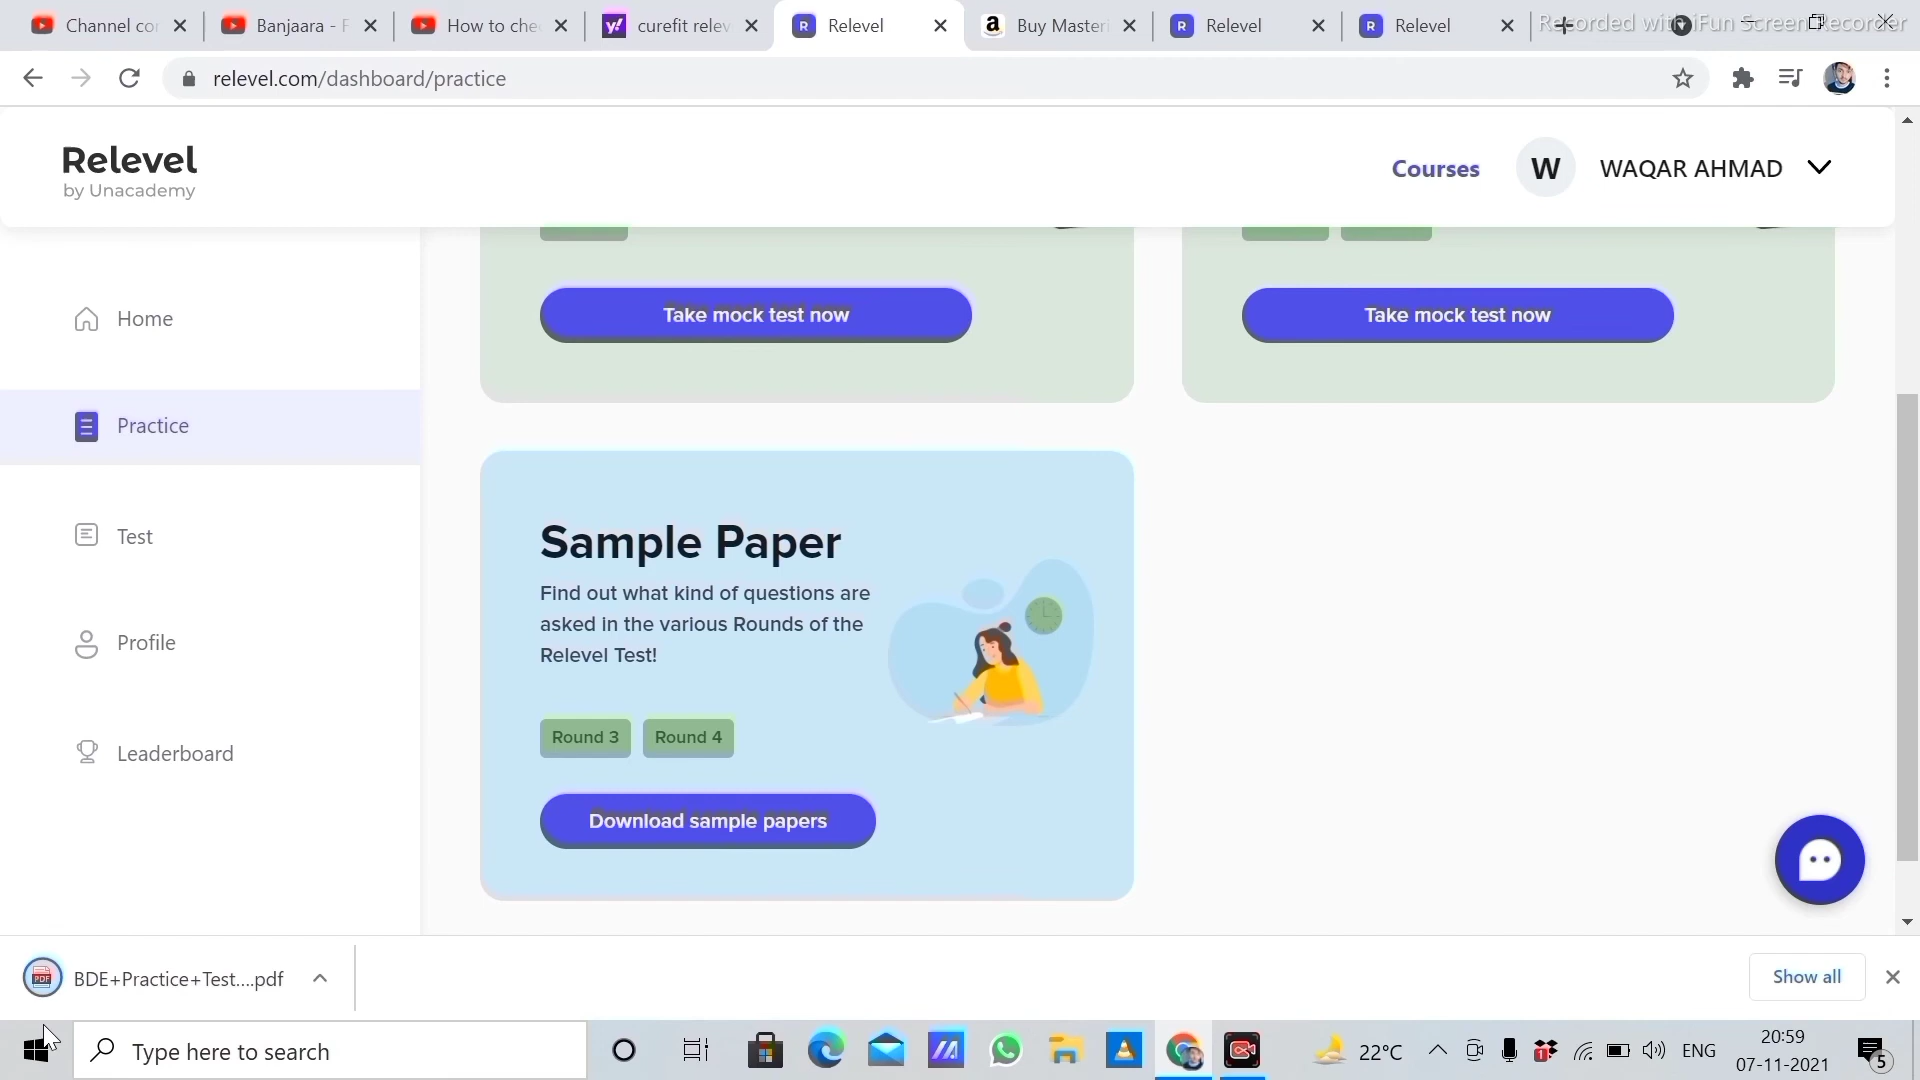 Channel cor
Banjaara - F
How to che
curefit relev
Relevel
Buy Masteri
Relevel
Relevel
Recorded with iFun Screen Recorder
relevel.com/dashboard/practice
Relevel
by Unacademy
Courses
W
WAQAR AHMAD
Home
Practice
Test
Profile
Leaderboard
Take mock test now
Take mock test now
Sample Paper
Find out what kind of questions are
asked in the various Rounds of the
Relevel Test!
Round 3
Round 4
Download sample papers
BDE+Practice+Test....pdf
Show all
Type here to search
22°C
ENG
20:59
07-11-2021
5